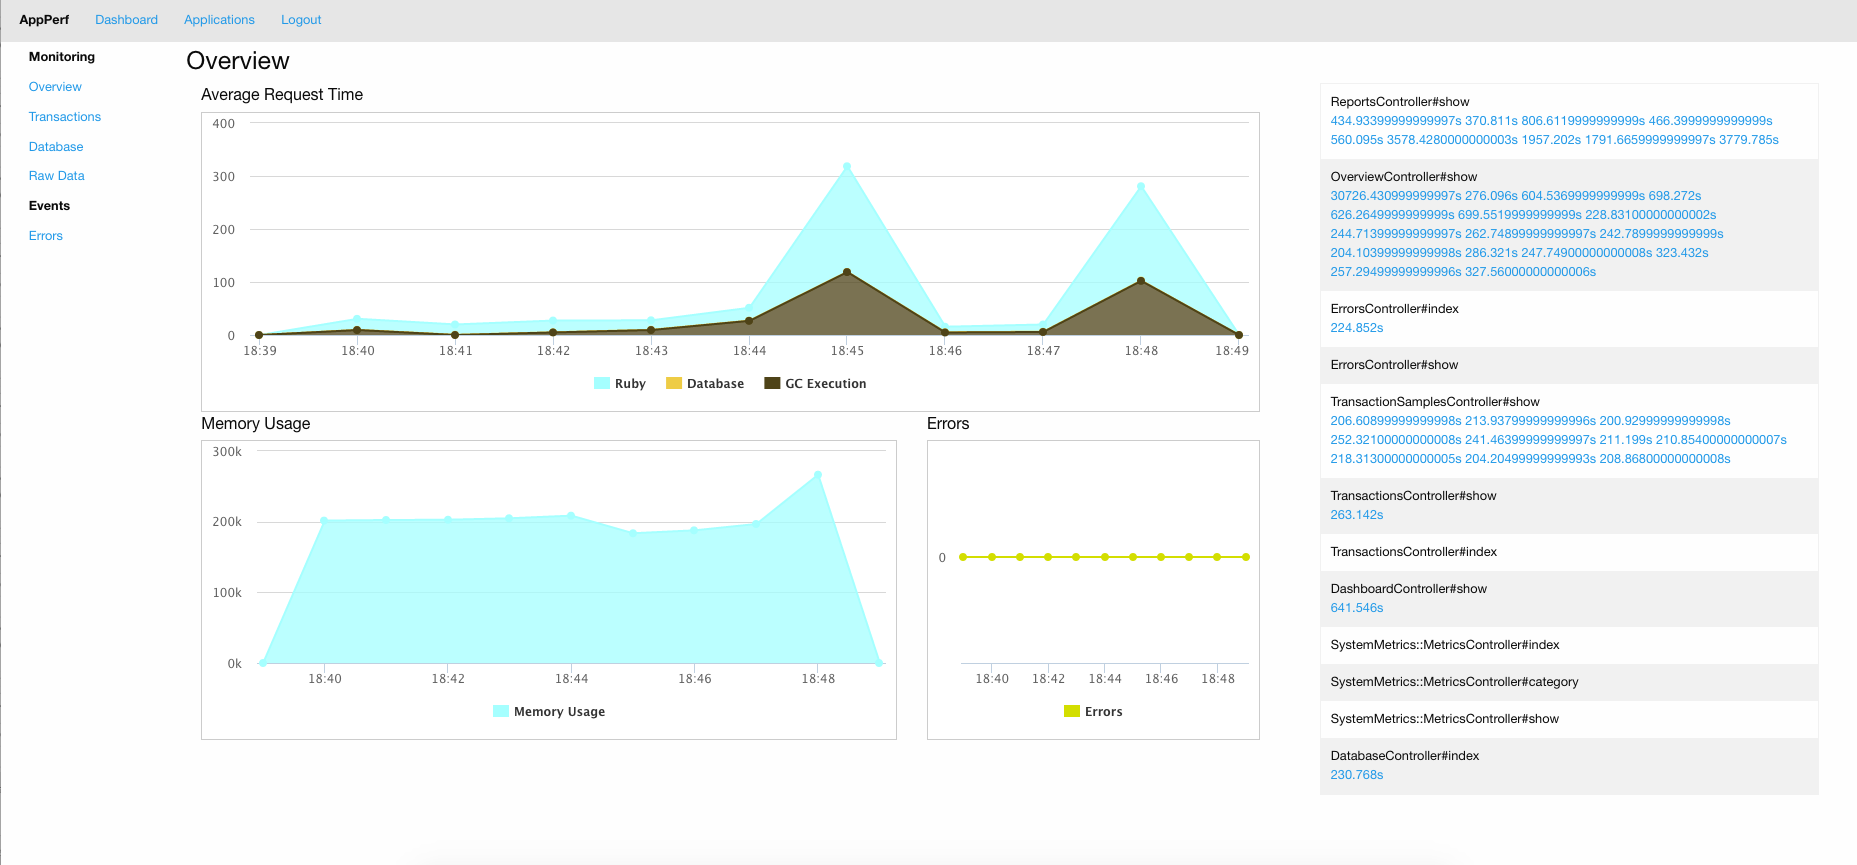 AppPerf Dashboard Applications Logout
Monitoring
Overview
Transactions
Database
Raw Data
Events
Errors
Overview
Average Request Time
400
300
200
100
0
18:39 18:40 18:41 18:42 18:43 18:44 18:45 18:46 18:47 18:48 18:49
Ruby Database GC Execution
Memory Usage
300k
200k
100k
0k
18:40 18:42 18:44 18:46 18:48
Memory Usage
Errors
0
18:40 18:42 18:44 18:46 18:48
Errors
ReportsController#show
434.93399999999997s 370.811s 806.6119999999999s 466.3999999999999s
560.095s 3578.4280000000003s 1957.202s 1791.6659999999997s 3779.785s
OverviewController#show
30726.430999999997s 276.096s 604.5369999999999s 698.272s
626.2649999999999s 699.5519999999999s 228.83100000000002s
244.71399999999997s 262.74899999999997s 242.7899999999999s
204.10399999999998s 286.321s 247.74900000000008s 323.432s
257.29499999999996s 327.56000000000006s
ErrorsController#index
224.852s
ErrorsController#show
TransactionSamplesController#show
206.60899999999998s 213.93799999999996s 200.92999999999998s
252.32100000000008s 241.46399999999997s 211.199s 210.85400000000007s
218.31300000000005s 204.20499999999993s 208.86800000000008s
TransactionsController#show
263.142s
TransactionsController#index
DashboardController#show
641.546s
SystemMetrics::MetricsController#index
SystemMetrics::MetricsController#category
SystemMetrics::MetricsController#show
DatabaseController#index
230.768s